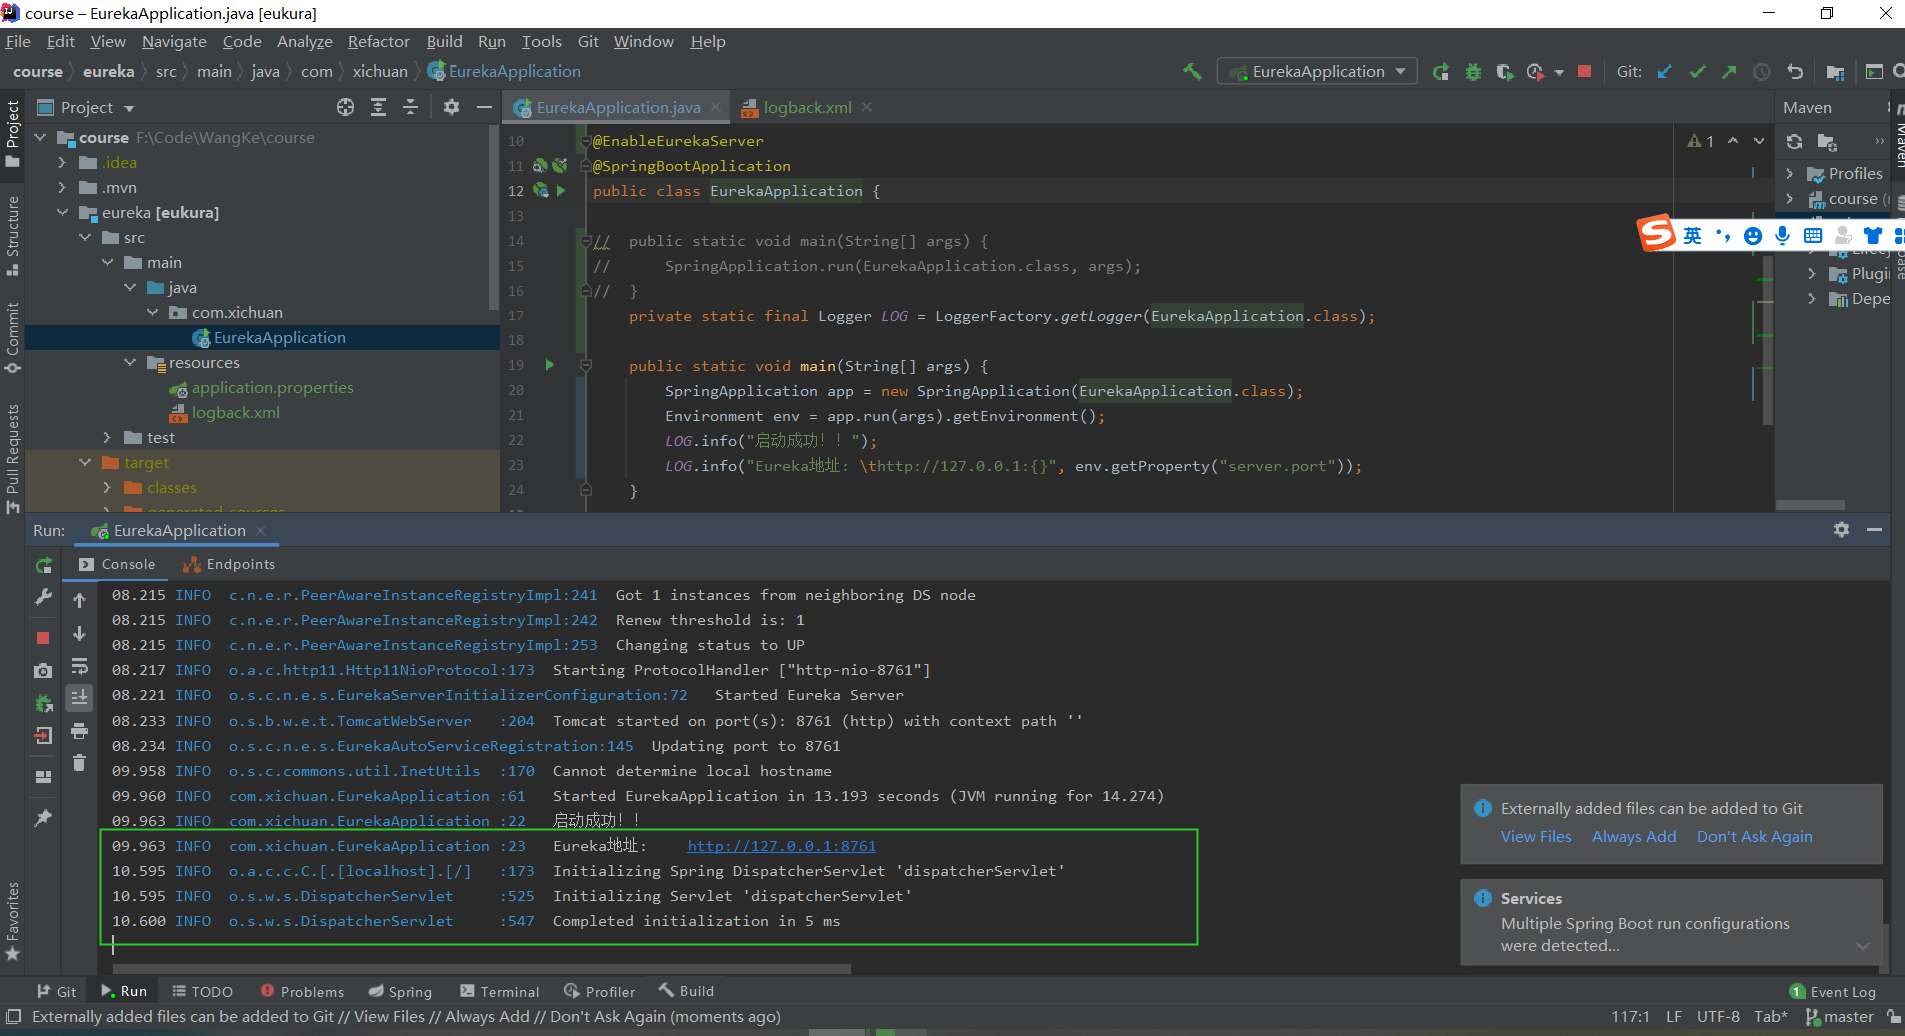 course – EurekaApplication.java [eukura]
File Edit View Navigate Code Analyze Refactor Build Run Tools Git Window Help
course eureka src main java com xichuan EurekaApplication
EurekaApplication
Git:
Project
EurekaApplication.java
logback.xml
Maven
course F:\Code\WangKe\course
.idea
.mvn
eureka [eukura]
src
main
java
com.xichuan
EurekaApplication
resources
application.properties
logback.xml
test
target
classes
generated-sources
10 @EnableEurekaServer
11 @SpringBootApplication
12 public class EurekaApplication {
13
14 // public static void main(String[] args) {
15 // SpringApplication.run(EurekaApplication.class, args);
16 // }
17 private static final Logger LOG = LoggerFactory.getLogger(EurekaApplication.class);
18
19 public static void main(String[] args) {
20 SpringApplication app = new SpringApplication(EurekaApplication.class);
21 Environment env = app.run(args).getEnvironment();
22 LOG.info("启动成功！！");
23 LOG.info("Eureka地址: \thttp://127.0.0.1:{}", env.getProperty("server.port"));
24 }
1
Profiles
course
英
Plugin
Depe
Project
Structure
Commit
Pull Requests
Favorites
Maven
Run: EurekaApplication
Console Endpoints
08.215 INFO c.n.e.r.PeerAwareInstanceRegistryImpl:241 Got 1 instances from neighboring DS node
08.215 INFO c.n.e.r.PeerAwareInstanceRegistryImpl:242 Renew threshold is: 1
08.215 INFO c.n.e.r.PeerAwareInstanceRegistryImpl:253 Changing status to UP
08.217 INFO o.a.c.http11.Http11NioProtocol:173 Starting ProtocolHandler ["http-nio-8761"]
08.221 INFO o.s.c.n.e.s.EurekaServerInitializerConfiguration:72 Started Eureka Server
08.233 INFO o.s.b.w.e.t.TomcatWebServer :204 Tomcat started on port(s): 8761 (http) with context path ''
08.234 INFO o.s.c.n.e.s.EurekaAutoServiceRegistration:145 Updating port to 8761
09.958 INFO o.s.c.commons.util.InetUtils :170 Cannot determine local hostname
09.960 INFO com.xichuan.EurekaApplication :61 Started EurekaApplication in 13.193 seconds (JVM running for 14.274)
09.963 INFO com.xichuan.EurekaApplication :22 启动成功！！
09.963 INFO com.xichuan.EurekaApplication :23 Eureka地址: http://127.0.0.1:8761
10.595 INFO o.a.c.c.C.[.[localhost].[/] :173 Initializing Spring DispatcherServlet 'dispatcherServlet'
10.595 INFO o.s.w.s.DispatcherServlet :525 Initializing Servlet 'dispatcherServlet'
10.600 INFO o.s.w.s.DispatcherServlet :547 Completed initialization in 5 ms
Externally added files can be added to Git
View Files Always Add Don't Ask Again
Services
Multiple Spring Boot run configurations
were detected...
Git Run TODO Problems Spring Terminal Profiler Build
1 Event Log
Externally added files can be added to Git // View Files // Always Add // Don't Ask Again (moments ago)
117:1 LF UTF-8 Tab* master